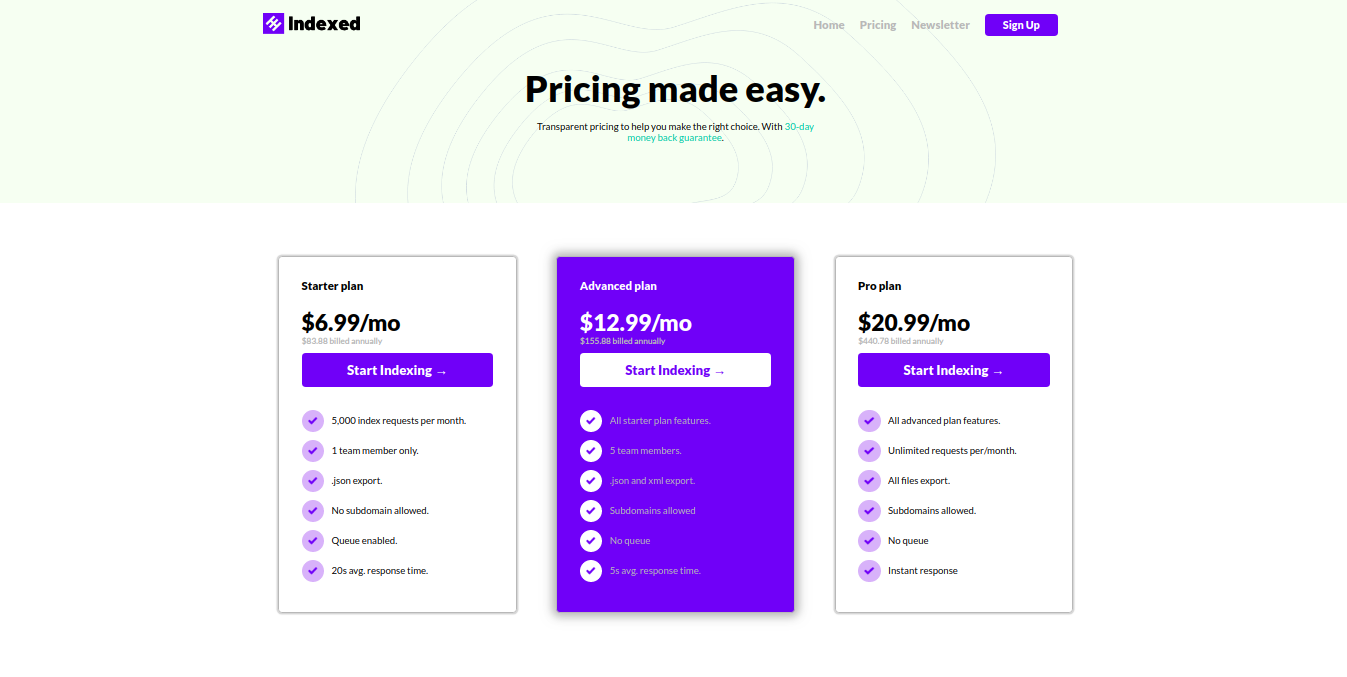 Indexed
Home Pricing Newsletter Sign Up
Pricing made easy.
Transparent pricing to help you make the right choice. With 30-day
money back guarantee.
Starter plan
$6.99/mo
$83.88 billed annually
Start Indexing →
5,000 index requests per month.
1 team member only.
.json export.
No subdomain allowed.
Queue enabled.
20s avg. response time.
Advanced plan
$12.99/mo
$155.88 billed annually
Start Indexing →
All starter plan features.
5 team members.
.json and xml export.
Subdomains allowed
No queue
5s avg. response time.
Pro plan
$20.99/mo
$440.78 billed annually
Start Indexing →
All advanced plan features.
Unlimited requests per/month.
All files export.
Subdomains allowed.
No queue
Instant response